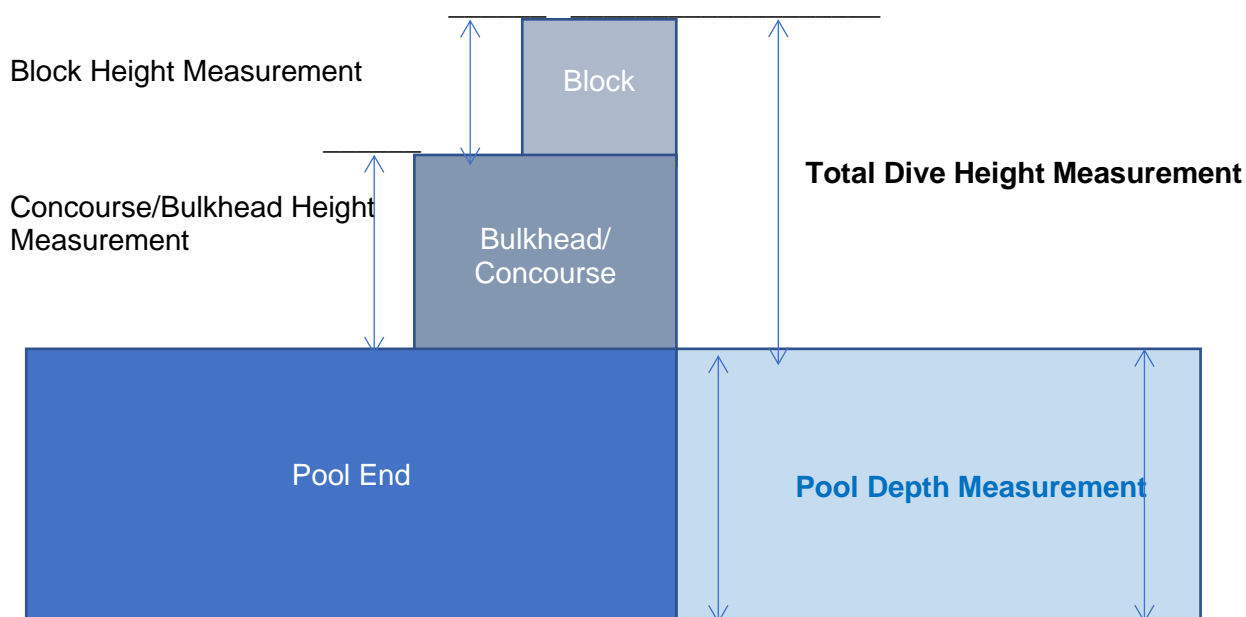 Block Height Measurement
Block
Total Dive Height Measurement
Concourse/Bulkhead Height
Measurement
Bulkhead/
Concourse
Pool End
Pool Depth Measurement